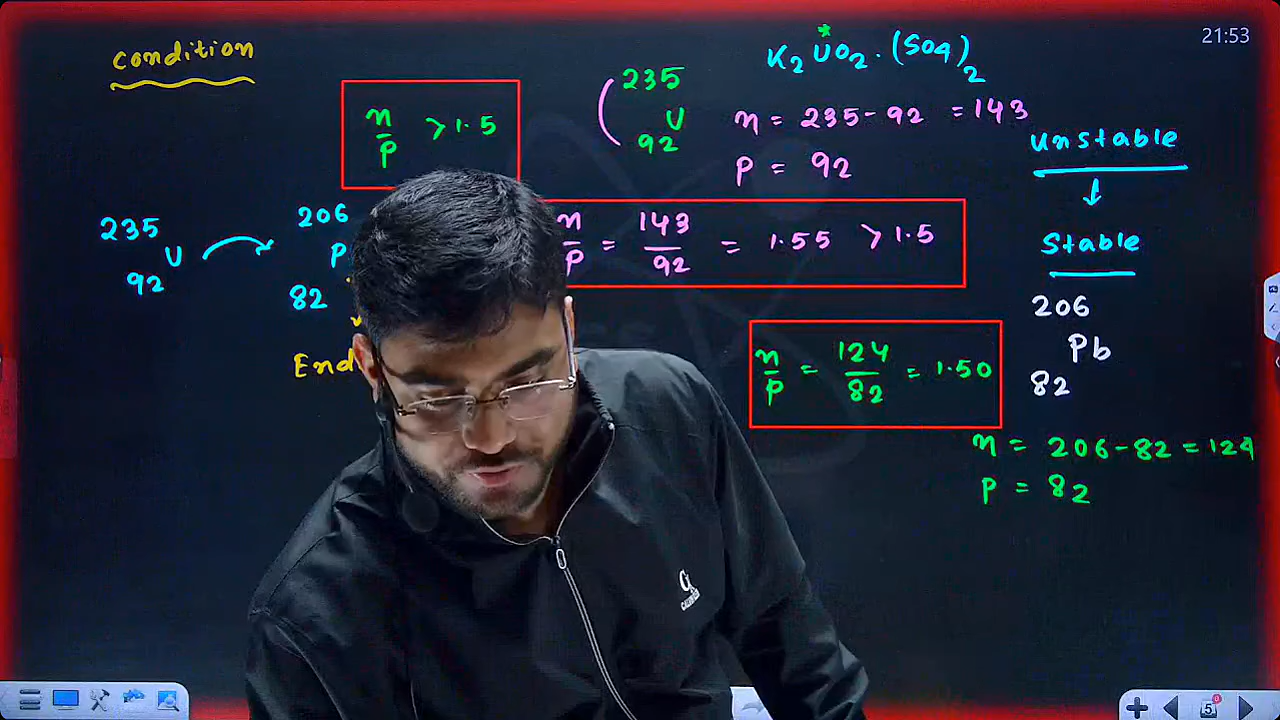 21:53
condition
K2 UO2 . (SO4)2
*
n/p > 1.5
235
U
92
n = 235 - 92 = 143
p = 92
Unstable
↓
Stable
206
Pb
82
n = 206 - 82 = 124
p = 82
235
U
92
206
P
82
End
n/p = 143/92 = 1.55 > 1.5
n/p = 124/82 = 1.50
5